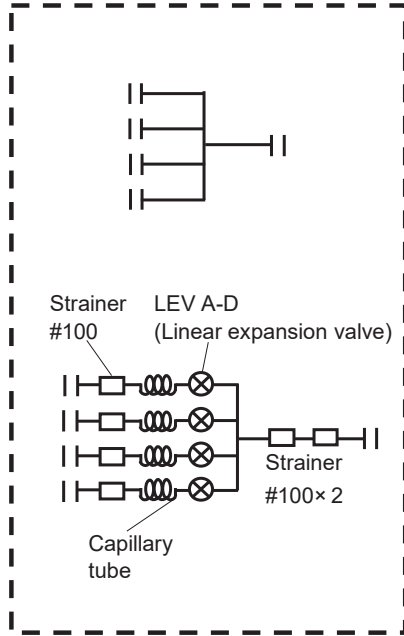 Strainer
#100
LEV A-D
(Linear expansion valve)
Strainer
#100× 2
Capillary
tube